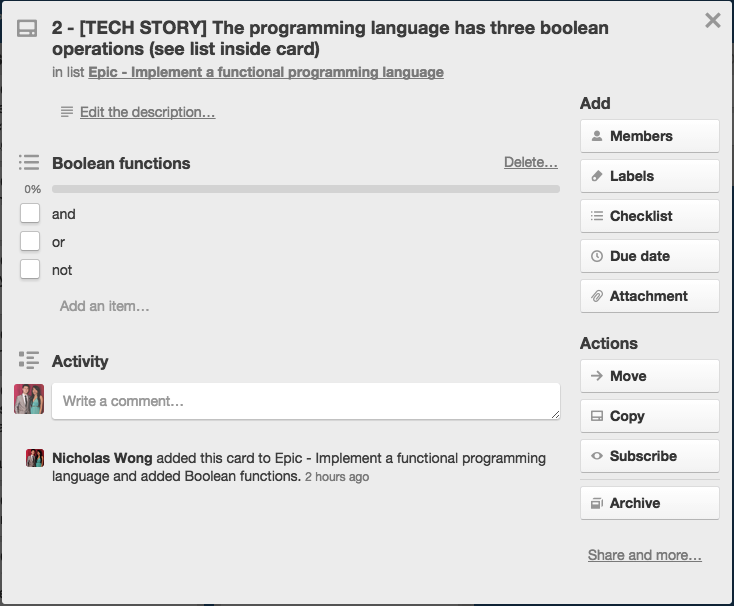 2 - [TECH STORY] The programming language has three boolean
operations (see list inside card)
in list Epic - Implement a functional programming language
Edit the description…
Boolean functions
Delete…
0%
and
or
not
Add an item…
Activity
Write a comment…
Nicholas Wong added this card to Epic - Implement a functional programming
language and added Boolean functions. 2 hours ago
Add
Members
Labels
Checklist
Due date
Attachment
Actions
Move
Copy
Subscribe
Archive
Share and more…